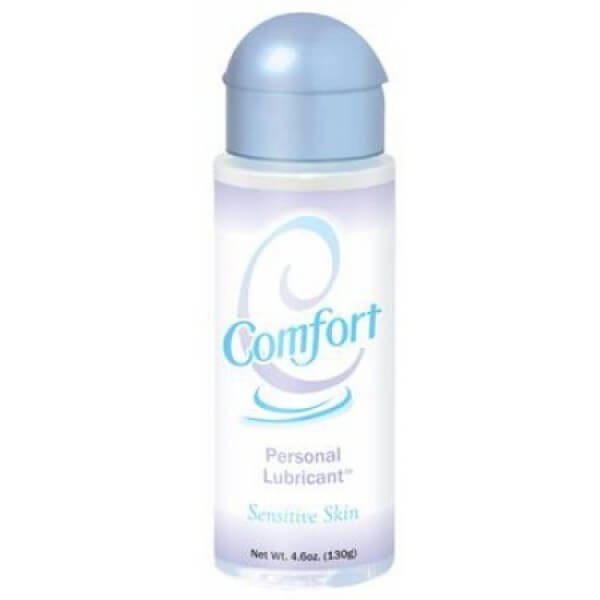 Comfort
Personal
Lubricant™
Sensitive Skin
Net Wt. 4.6oz. (130g)